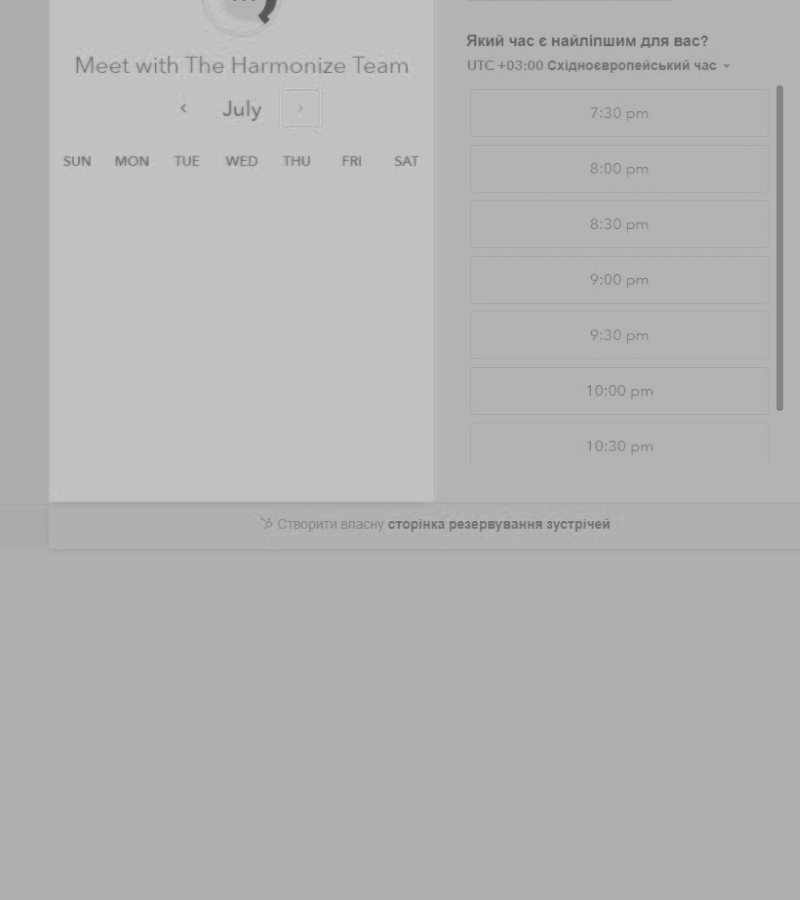 Meet with The Harmonize Team
July
SUN MON TUE WED THU FRI SAT
Який час є найліпшим для вас?
UTC +03:00 Східноєвропейський час
7:30 pm
8:00 pm
8:30 pm
9:00 pm
9:30 pm
10:00 pm
10:30 pm
Створити власну сторінка резервування зустрічей